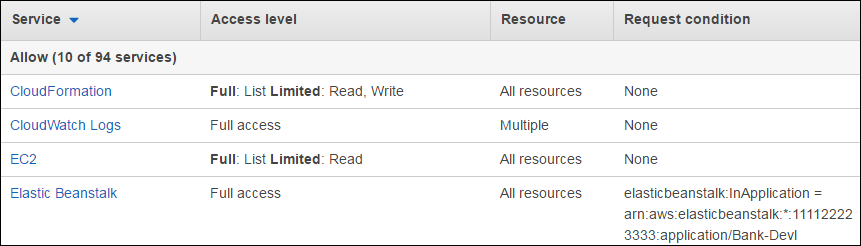 Service Access level Resource Request condition
Allow (10 of 94 services)
CloudFormation Full: List Limited: Read, Write All resources None
CloudWatch Logs Full access Multiple None
EC2 Full: List Limited: Read All resources None
Elastic Beanstalk Full access All resources elasticbeanstalk:InApplication =
arn:aws:elasticbeanstalk:*:11112222
3333:application/Bank-Devl